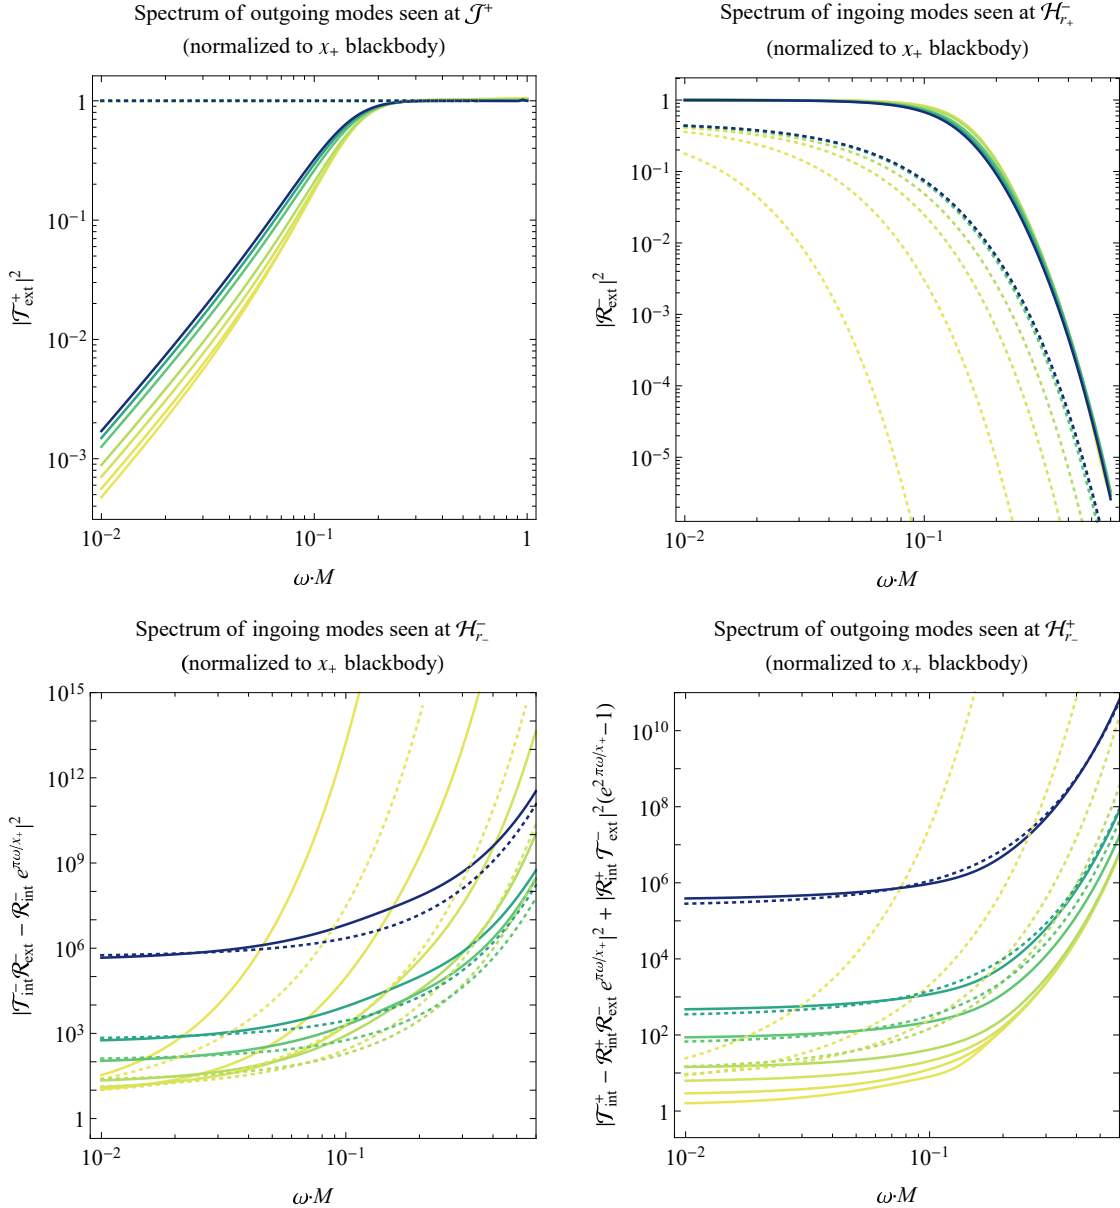 Spectrum of outgoing modes seen at 𝒥⁺
(normalized to ϰ₊ blackbody)
|𝒯⁺ₑₓₜ|²
1
10⁻¹
10⁻²
10⁻³
10⁻²
10⁻¹
1
ω·M
Spectrum of ingoing modes seen at ℋ⁻ᵣ₊
(normalized to ϰ₊ blackbody)
|ℛ⁻ₑₓₜ|²
1
10⁻¹
10⁻²
10⁻³
10⁻⁴
10⁻⁵
10⁻²
10⁻¹
ω·M
Spectrum of ingoing modes seen at ℋ⁻ᵣ₋
(normalized to ϰ₊ blackbody)
|𝒯⁻ᵢₙₜℛ⁻ₑₓₜ − ℛ⁻ᵢₙₜ e^{πω/ϰ₊}|²
10¹⁵
10¹²
10⁹
10⁶
10³
1
10⁻²
10⁻¹
ω·M
Spectrum of outgoing modes seen at ℋ⁺ᵣ₋
(normalized to ϰ₊ blackbody)
|𝒯⁺ᵢₙₜ − ℛ⁺ᵢₙₜℛ⁻ₑₓₜ e^{πω/ϰ₊}|² + |ℛ⁺ᵢₙₜ 𝒯⁻ₑₓₜ|²(e^{2πω/ϰ₊}−1)
10¹⁰
10⁸
10⁶
10⁴
10²
1
10⁻²
10⁻¹
ω·M